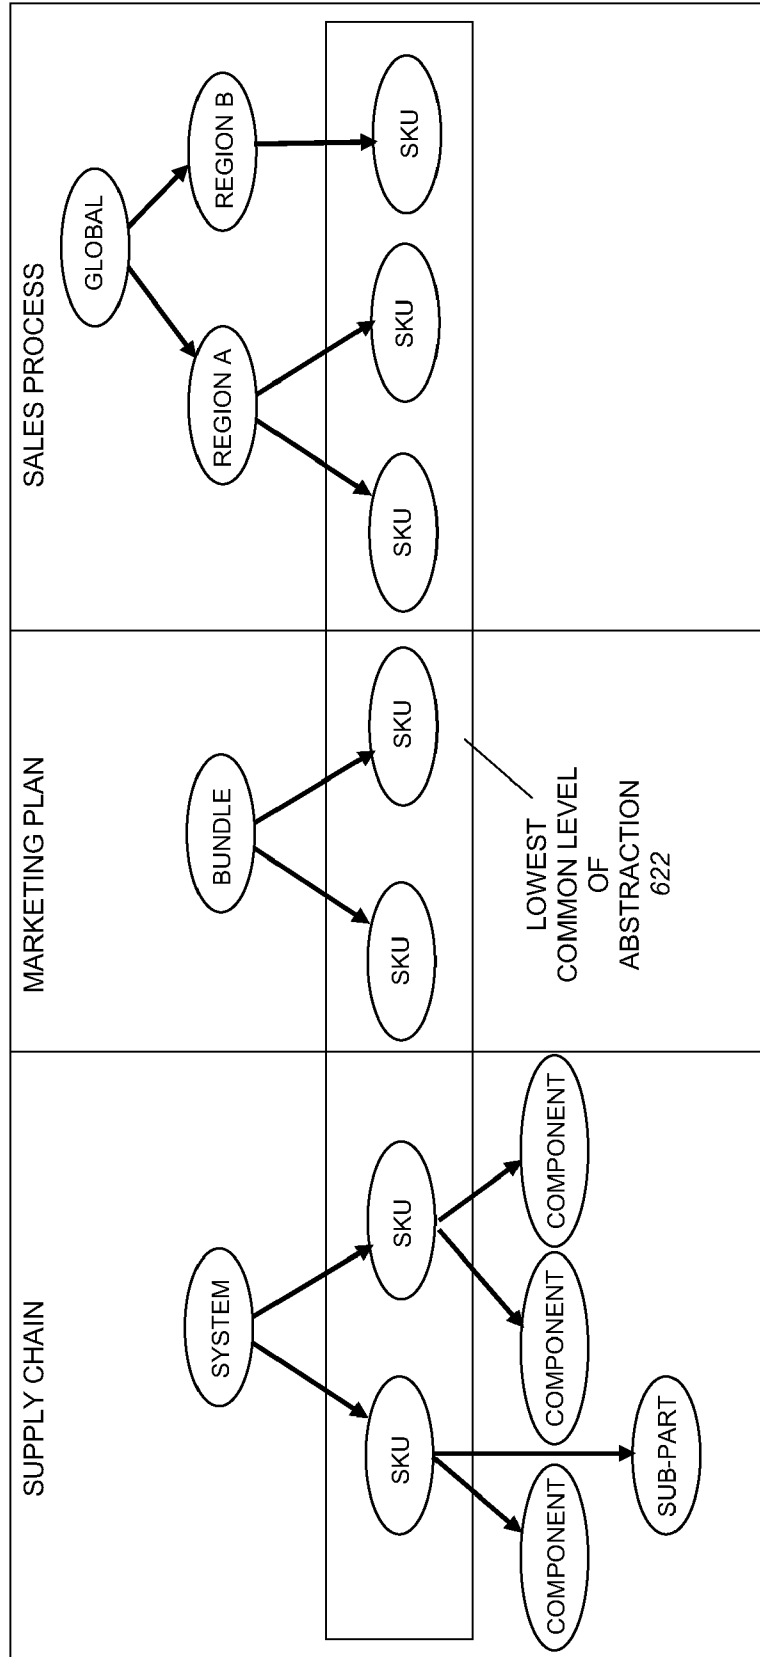 SUPPLY CHAIN
SYSTEM
SKU
SKU
COMPONENT
COMPONENT
COMPONENT
SUB-PART
MARKETING PLAN
BUNDLE
SKU
SKU
LOWEST
COMMON LEVEL
OF
ABSTRACTION
622
SALES PROCESS
GLOBAL
REGION A
REGION B
SKU
SKU
SKU